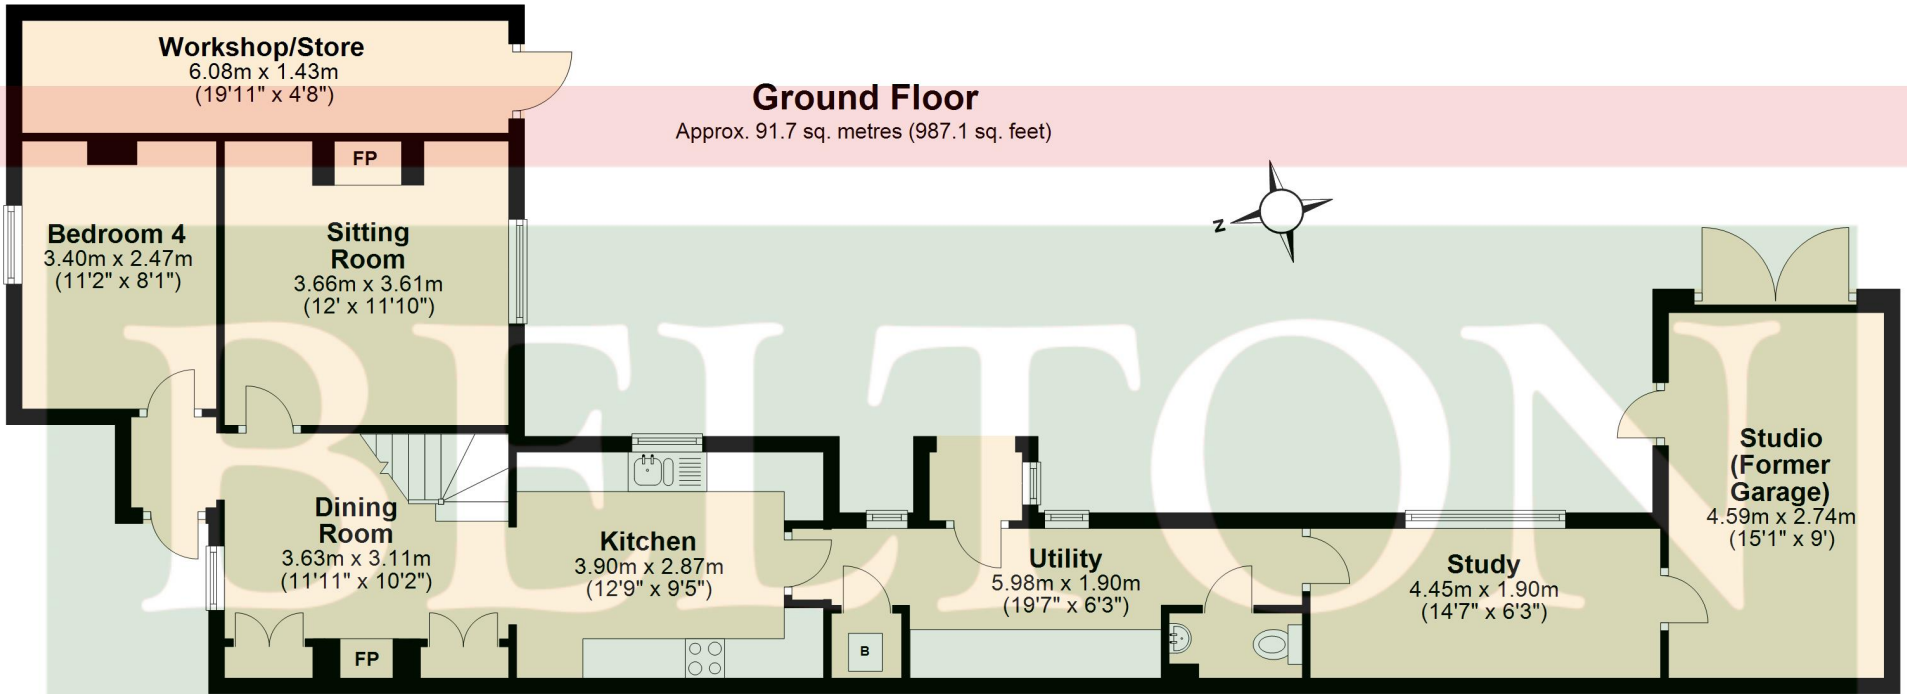 Workshop/Store
6.08m x 1.43m
(19'11" x 4'8")
Ground Floor
Approx. 91.7 sq. metres (987.1 sq. feet)
FP
Bedroom 4
3.40m x 2.47m
(11'2" x 8'1")
Sitting
Room
3.66m x 3.61m
(12' x 11'10")
Z
BELTON
Dining
Room
3.63m x 3.11m
(11'11" x 10'2")
FP
Kitchen
3.90m x 2.87m
(12'9" x 9'5")
B
Utility
5.98m x 1.90m
(19'7" x 6'3")
Study
4.45m x 1.90m
(14'7" x 6'3")
Studio
(Former
Garage)
4.59m x 2.74m
(15'1" x 9')